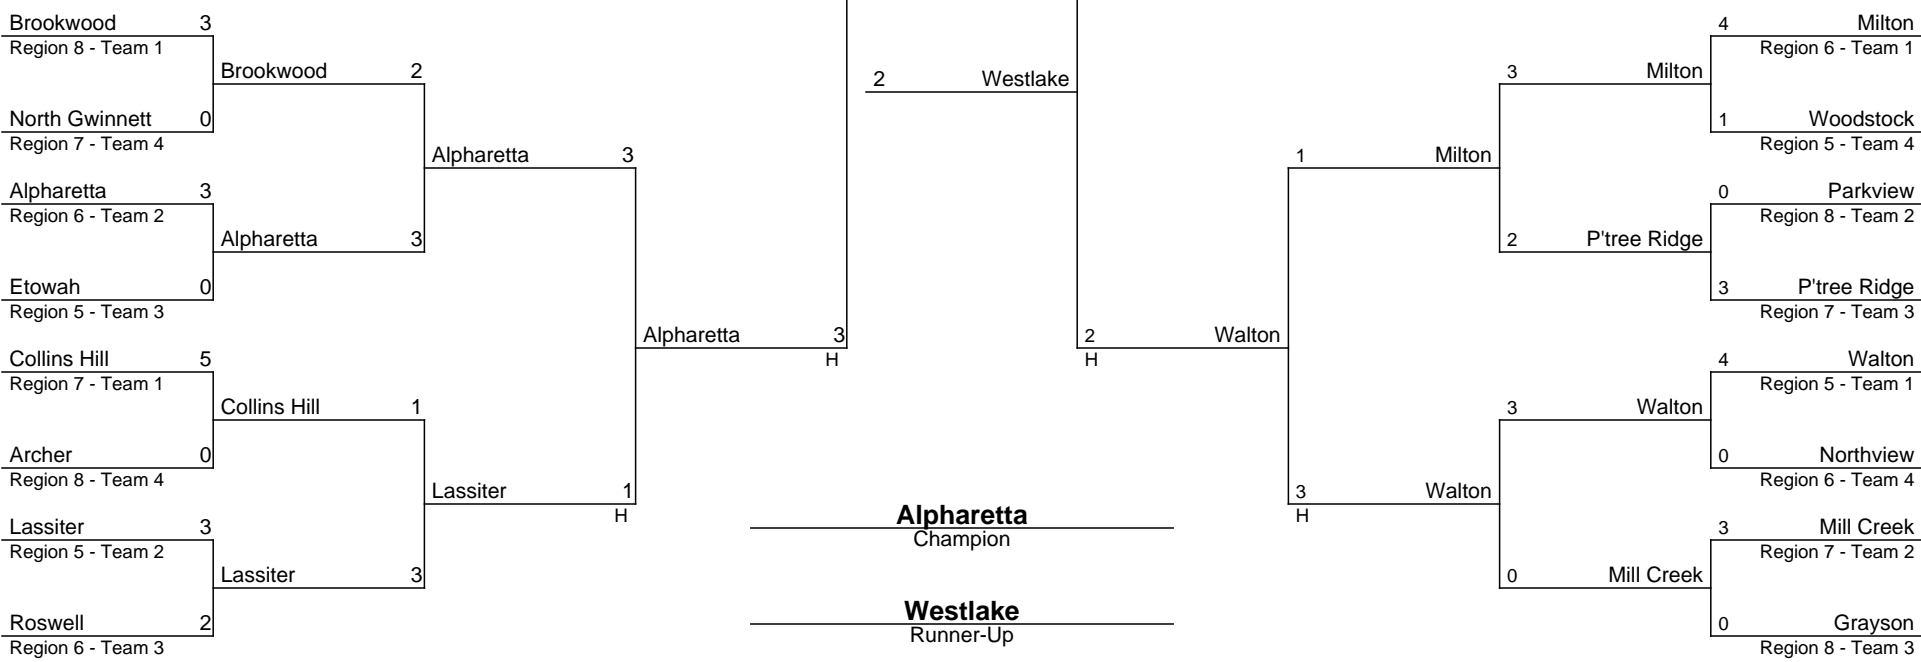 Brookwood 3
Region 8 - Team 1
Brookwood 2
North Gwinnett 0
Region 7 - Team 4
Alpharetta 3
Alpharetta 3
Region 6 - Team 2
Alpharetta 3
Etowah 0
Region 5 - Team 3
Alpharetta 3
H
Collins Hill 5
Region 7 - Team 1
Collins Hill 1
Archer 0
Region 8 - Team 4
Lassiter 1
H
Lassiter 3
Region 5 - Team 2
Lassiter 3
Roswell 2
Region 6 - Team 3
2 Westlake
Alpharetta
Champion
Westlake
Runner-Up
4 Milton
Region 6 - Team 1
3 Milton
1 Woodstock
Region 5 - Team 4
1 Milton
0 Parkview
Region 8 - Team 2
2 P'tree Ridge
3 P'tree Ridge
Region 7 - Team 3
2 Walton
H
4 Walton
Region 5 - Team 1
3 Walton
0 Northview
Region 6 - Team 4
3 Walton
H
3 Mill Creek
Region 7 - Team 2
0 Mill Creek
0 Grayson
Region 8 - Team 3